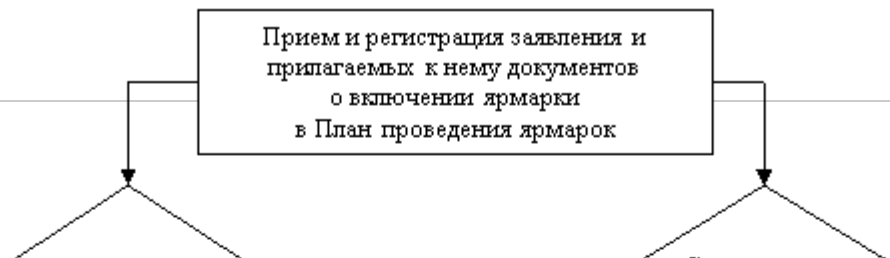 Прием и регистрация заявления и
прилагаемых к нему документов
о включении ярмарки
в План проведения ярмарок